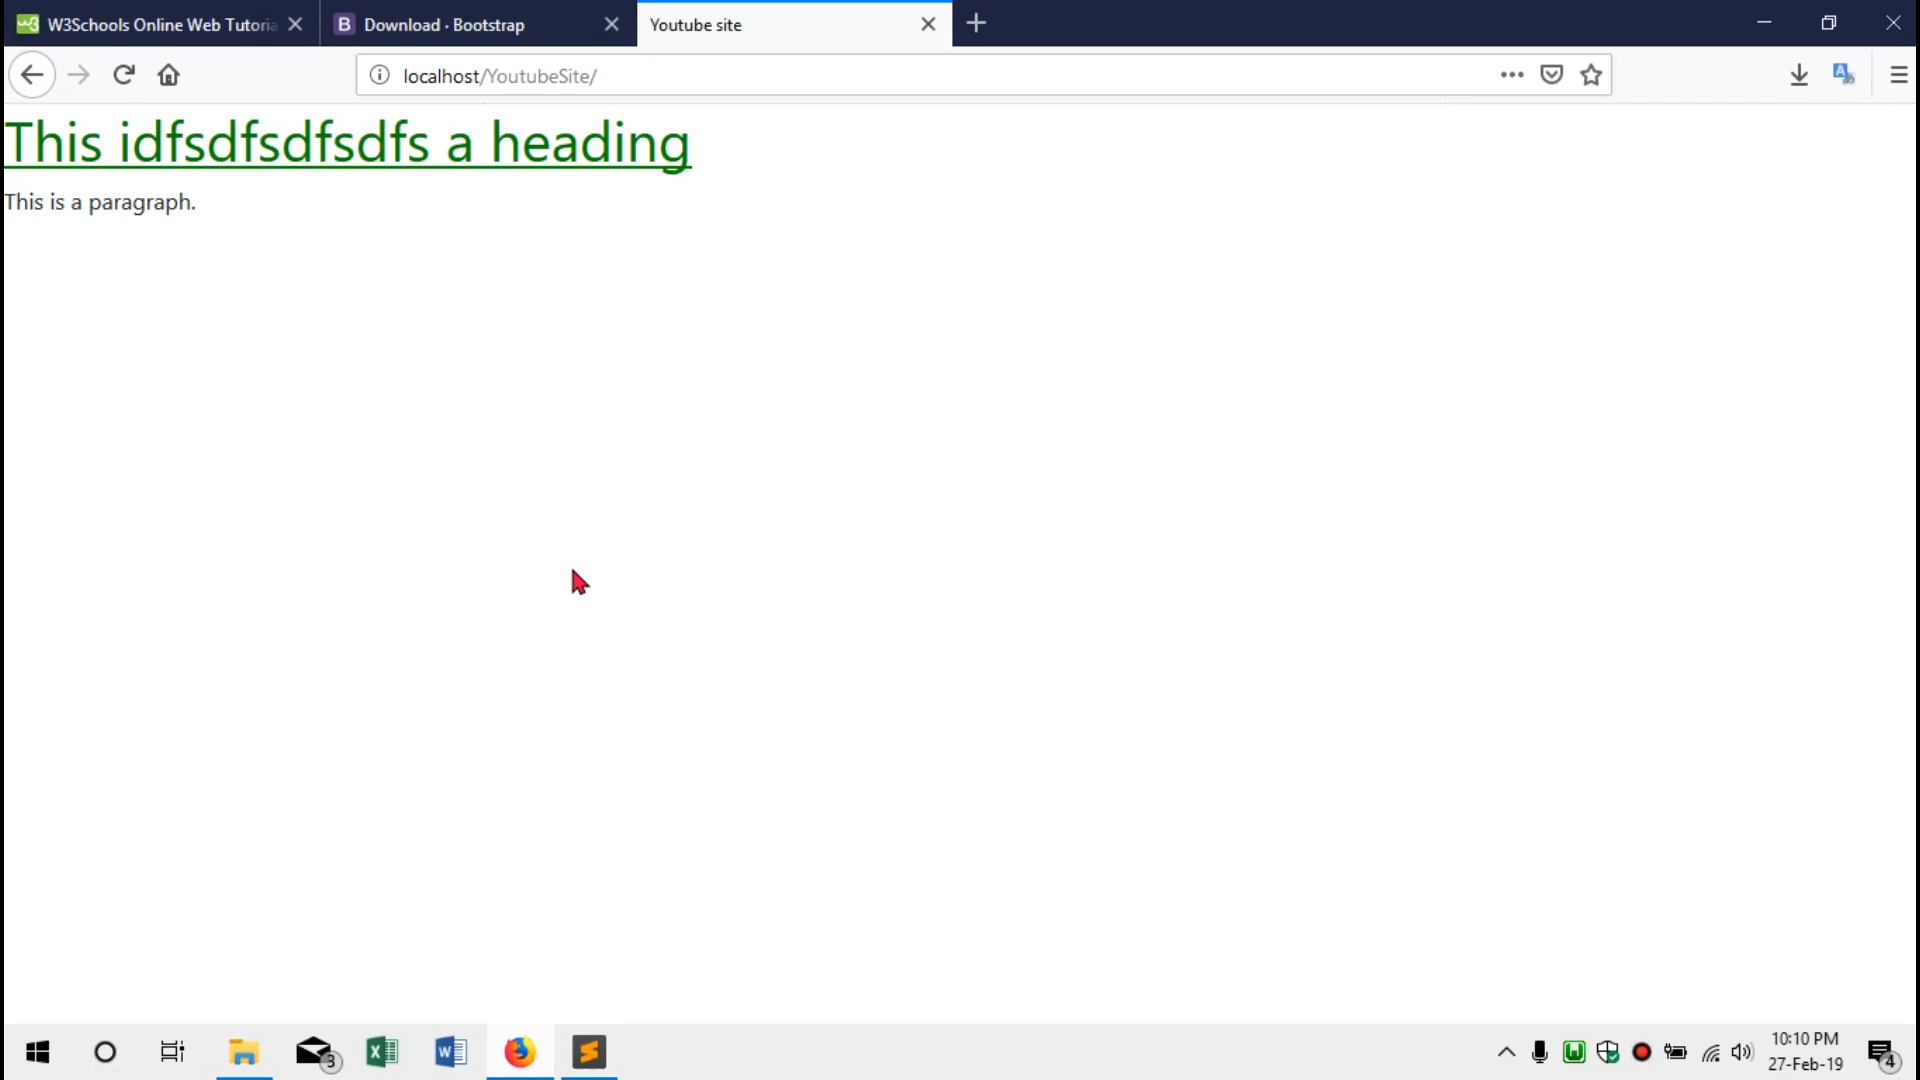 W3Schools Online Web Tutoria
Download · Bootstrap
Youtube site
localhost/YoutubeSite/
This idfsdfsdfsdfs a heading
This is a paragraph.
3
10:10 PM
27-Feb-19
4